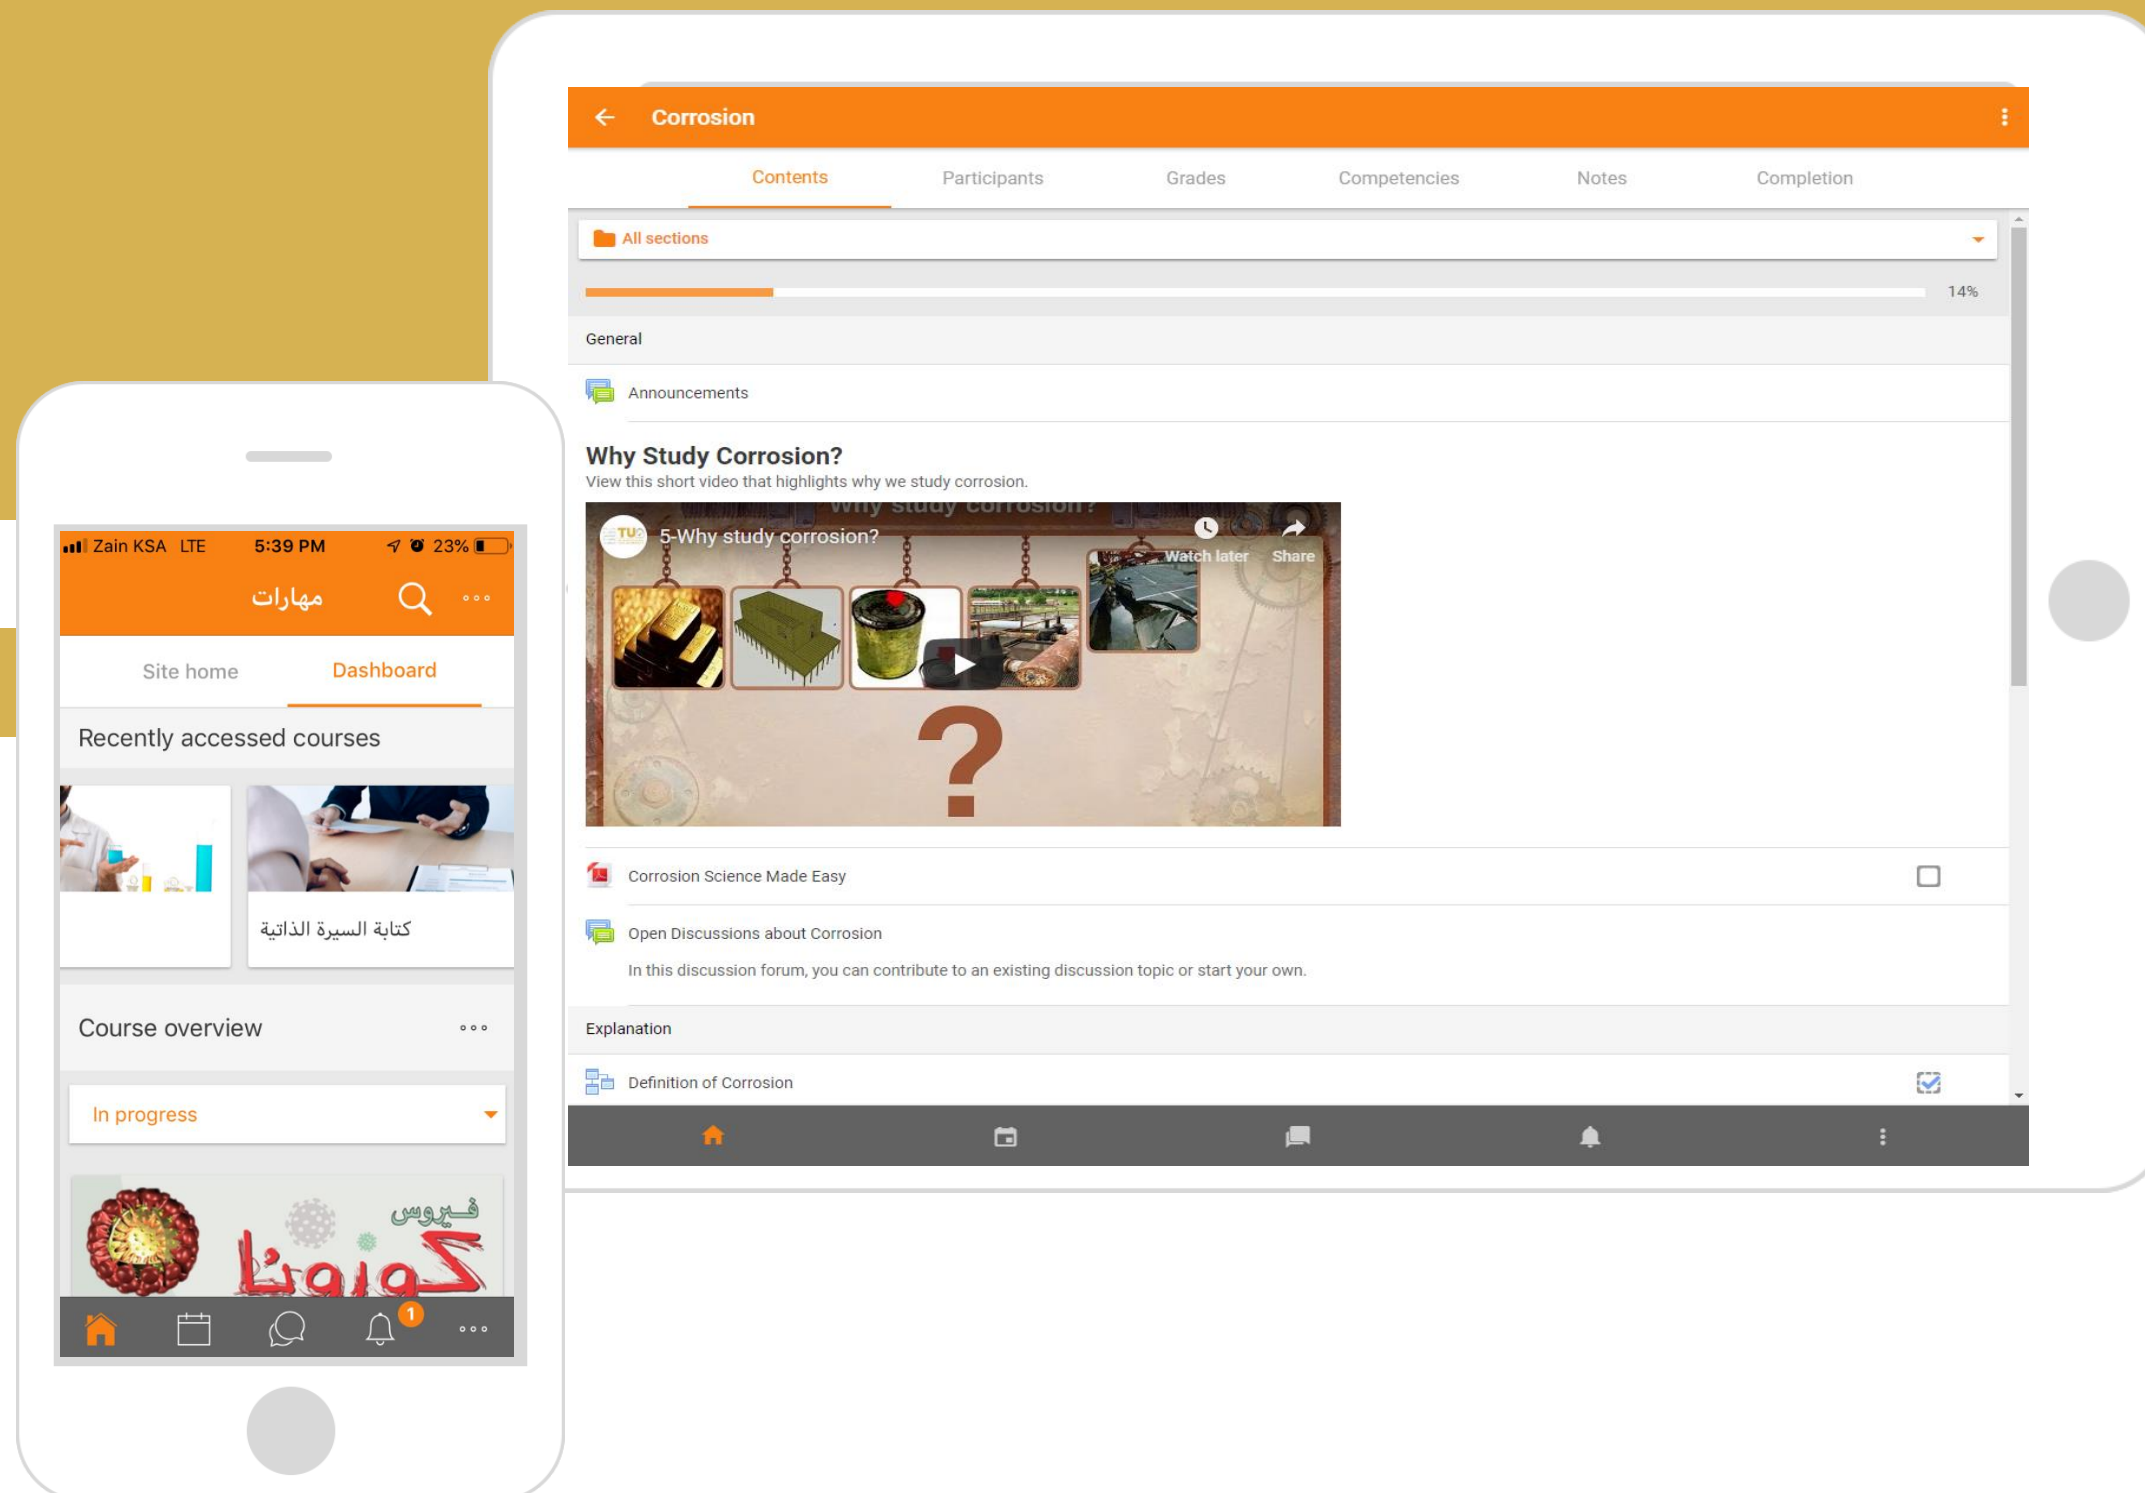 Corrosion
Contents Participants Grades Competencies Notes Completion
All sections
14%
General
Announcements
Why Study Corrosion?
View this short video that highlights why we study corrosion.
Why study corrosion?
TU
5-Why study corrosion?
Watch later Share
?
Corrosion Science Made Easy
Open Discussions about Corrosion
In this discussion forum, you can contribute to an existing discussion topic or start your own.
Explanation
Definition of Corrosion
Zain KSA LTE 5:39 PM 23%
مهارات
Site home Dashboard
Recently accessed courses
كتابة السيرة الذاتية
Course overview
In progress
فيروس
كورونا
1